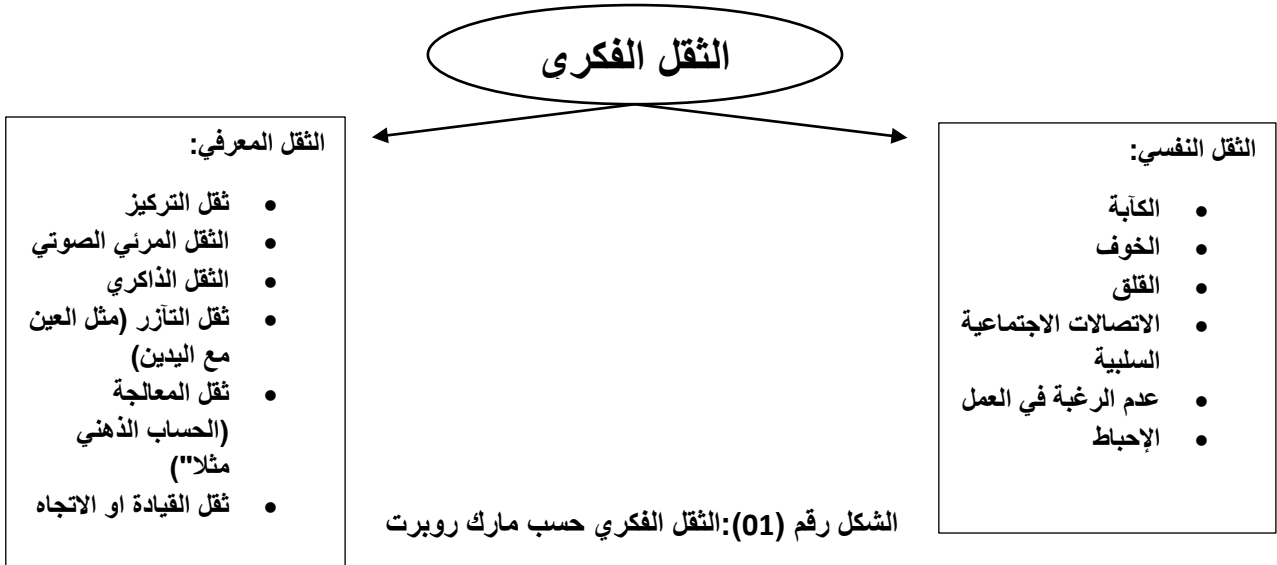 الثقل الفكري
الثقل النفسي:
• الكآبة
• الخوف
• القلق
• الاتصالات الاجتماعية
السلبية
• عدم الرغبة في العمل
• الإحباط
الثقل المعرفي:
• ثقل التركيز
• الثقل المرئي الصوتي
• الثقل الذاكري
• ثقل التآزر (مثل العين
مع اليدين)
• ثقل المعالجة
(الحساب الذهني
مثلا")
• ثقل القيادة او الاتجاه
الشكل رقم (01):الثقل الفكري حسب مارك روبرت